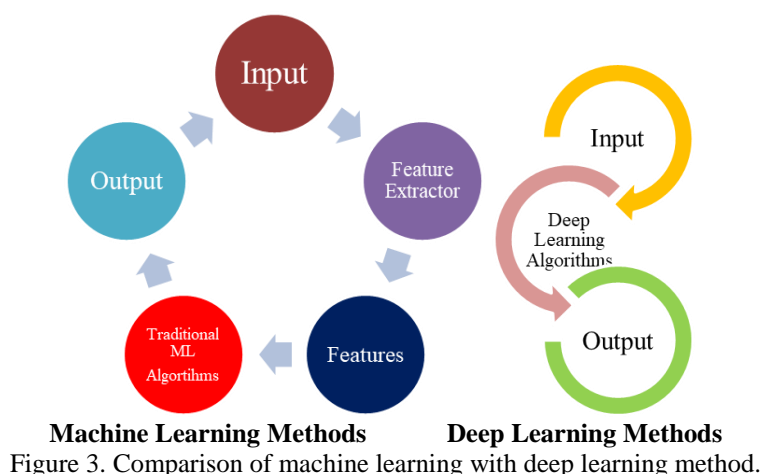 Input
Feature
Extractor
Features
Traditional
ML
Algortihms
Output
Input
Deep
Learning
Algorithms
Output
Machine Learning Methods
Deep Learning Methods
Figure 3. Comparison of machine learning with deep learning method.